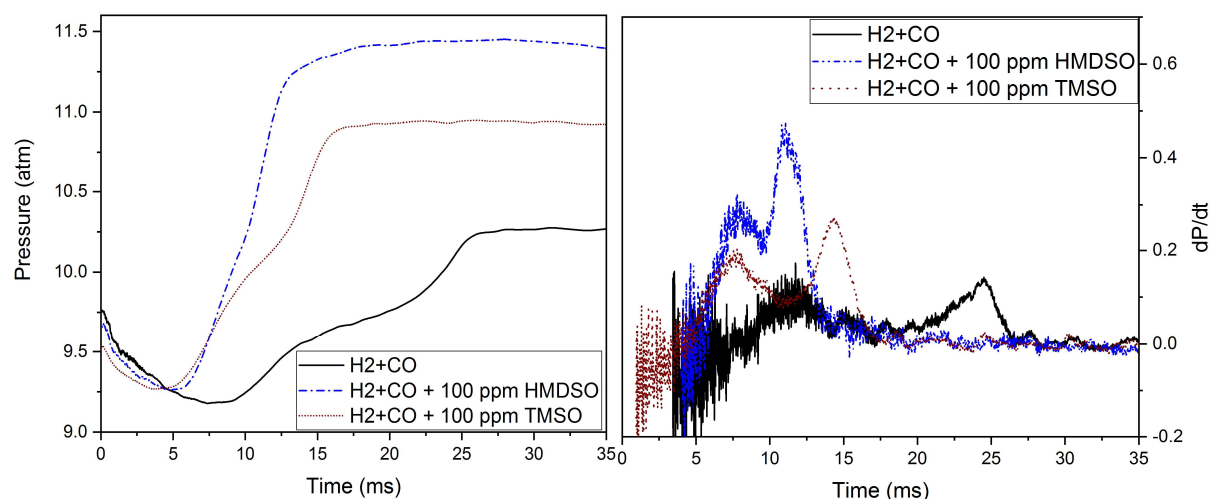 11.5
11.0
10.5
10.0
9.5
9.0
Pressure (atm)
H2+CO
H2+CO + 100 ppm HMDSO
H2+CO + 100 ppm TMSO
0 5 10 15 20 25 30 35
Time (ms)
H2+CO
H2+CO + 100 ppm HMDSO
H2+CO + 100 ppm TMSO
0.6
0.4
0.2
0.0
-0.2
dP/dt
0 5 10 15 20 25 30 35
Time (ms)